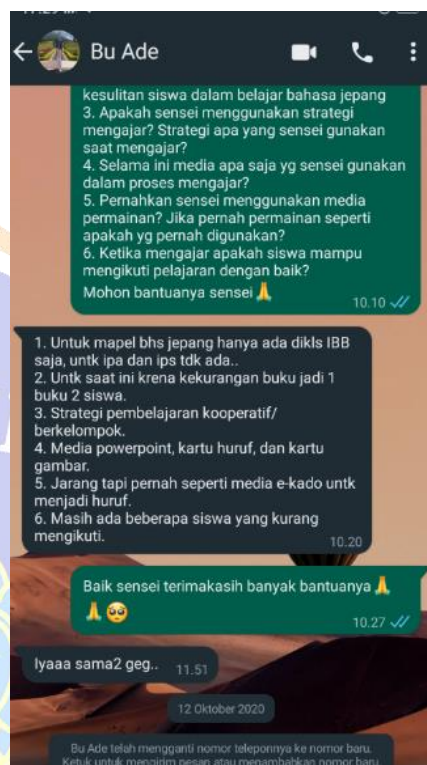 Bu Ade
kesulitan siswa dalam belajar bahasa jepang
3. Apakah sensei menggunakan strategi
mengajar? Strategi apa yang sensei gunakan
saat mengajar?
4. Selama ini media apa saja yg sensei gunakan
dalam proses mengajar?
5. Pernahkan sensei menggunakan media
permainan? Jika pernah permainan seperti
apakah yg pernah digunakan?
6. Ketika mengajar apakah siswa mampu
mengikuti pelajaran dengan baik?
Mohon bantuanya sensei🙏
10.10
1. Untuk mapel bhs jepang hanya ada dikls IBB
saja, untk ipa dan ips tdk ada..
2. Untk saat ini krena kekurangan buku jadi 1
buku 2 siswa.
3. Strategi pembelajaran kooperatif/
berkelompok.
4. Media powerpoint, kartu huruf, dan kartu
gambar.
5. Jarang tapi pernah seperti media e-kado untk
menjadi huruf.
6. Masih ada beberapa siswa yang kurang
mengikuti.
10.20
Baik sensei terimakasih banyak bantuanya🙏
🙏🥺
10.27
Iyaaa sama2 geg..
11.51
12 Oktober 2020
Bu Ade telah mengganti nomor teleponnya ke nomor baru.
Ketuk untuk mengirim pesan atau menambahkan nomor baru